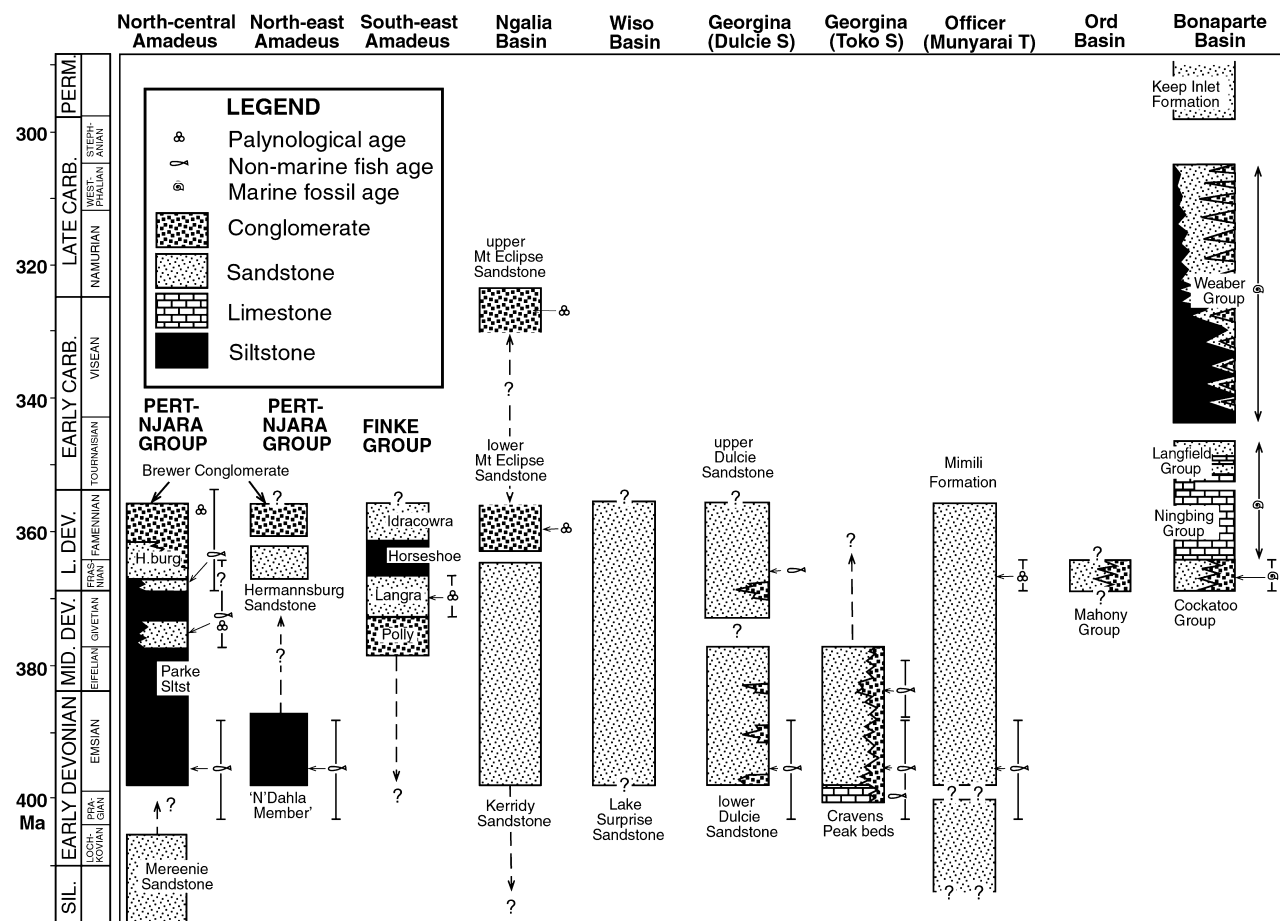 North-central
Amadeus
North-east
Amadeus
South-east
Amadeus
Ngalia
Basin
Wiso
Basin
Georgina
(Dulcie S)
Georgina
(Toko S)
Officer
(Munyarai T)
Ord
Basin
Bonaparte
Basin
PERM.
LATE CARB.
EARLY CARB.
L. DEV.
MID. DEV.
EARLY DEVONIAN
SIL.
STEPH-
ANIAN
WEST-
PHALIAN
NAMURIAN
VISEAN
TOURNAISIAN
FAMENNIAN
FRAS-
NIAN
GIVETIAN
EIFELIAN
EMSIAN
PRA-
GIAN
LOCH-
KOVIAN
300
320
340
360
380
400
Ma
LEGEND
Palynological age
Non-marine fish age
Marine fossil age
Conglomerate
Sandstone
Limestone
Siltstone
PERT-
NJARA
GROUP
PERT-
NJARA
GROUP
FINKE
GROUP
Brewer Conglomerate
H.burg
?
?
Parke
Sltst
?
Mereenie
Sandstone
?
Hermannsburg
Sandstone
?
'N'Dahla
Member'
?
Idracowra
Horseshoe
Langra
Polly
?
upper
Mt Eclipse
Sandstone
?
lower
Mt Eclipse
Sandstone
Kerridy
Sandstone
?
?
?
Lake
Surprise
Sandstone
upper
Dulcie
Sandstone
?
?
lower
Dulcie
Sandstone
?
Cravens
Peak beds
Mimili
Formation
? ?
? ?
?
?
Mahony
Group
Keep Inlet
Formation
Weaber
Group
Langfield
Group
Ningbing
Group
Cockatoo
Group